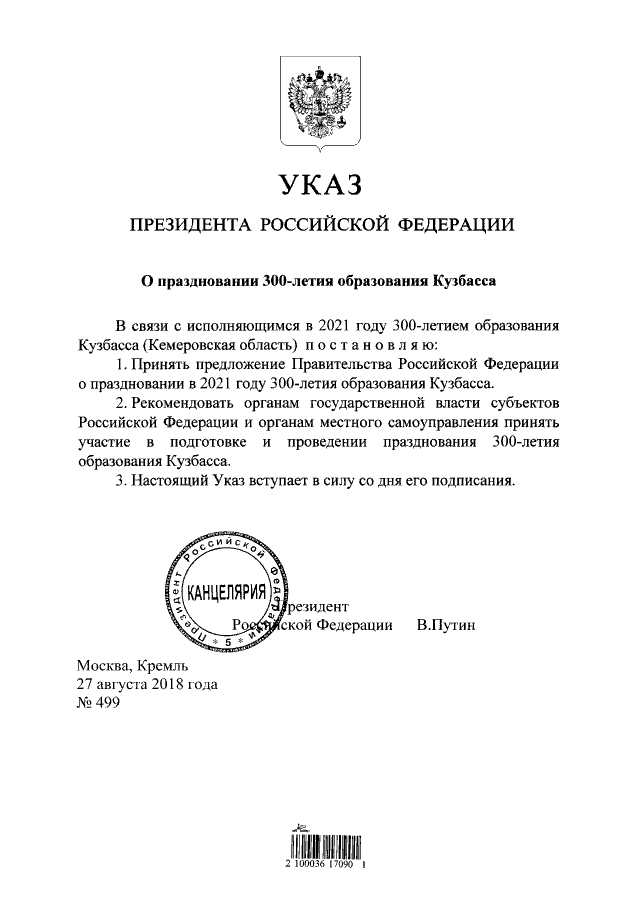 УКАЗ
ПРЕЗИДЕНТА РОССИЙСКОЙ ФЕДЕРАЦИИ
О праздновании 300-летия образования Кузбасса
В связи с исполняющимся в 2021 году 300-летием образования
Кузбасса (Кемеровская область) п о с т а н о в л я ю:
1. Принять предложение Правительства Российской Федерации
о праздновании в 2021 году 300-летия образования Кузбасса.
2. Рекомендовать органам государственной власти субъектов
Российской Федерации и органам местного самоуправления принять
участие в подготовке и проведении празднования 300-летия
образования Кузбасса.
3. Настоящий Указ вступает в силу со дня его подписания.
Президент Российской Федерации
* 5 *
КАНЦЕЛЯРИЯ
Президент
Российской Федерации В.Путин
Москва, Кремль
27 августа 2018 года
№ 499
2 100036 17090 1